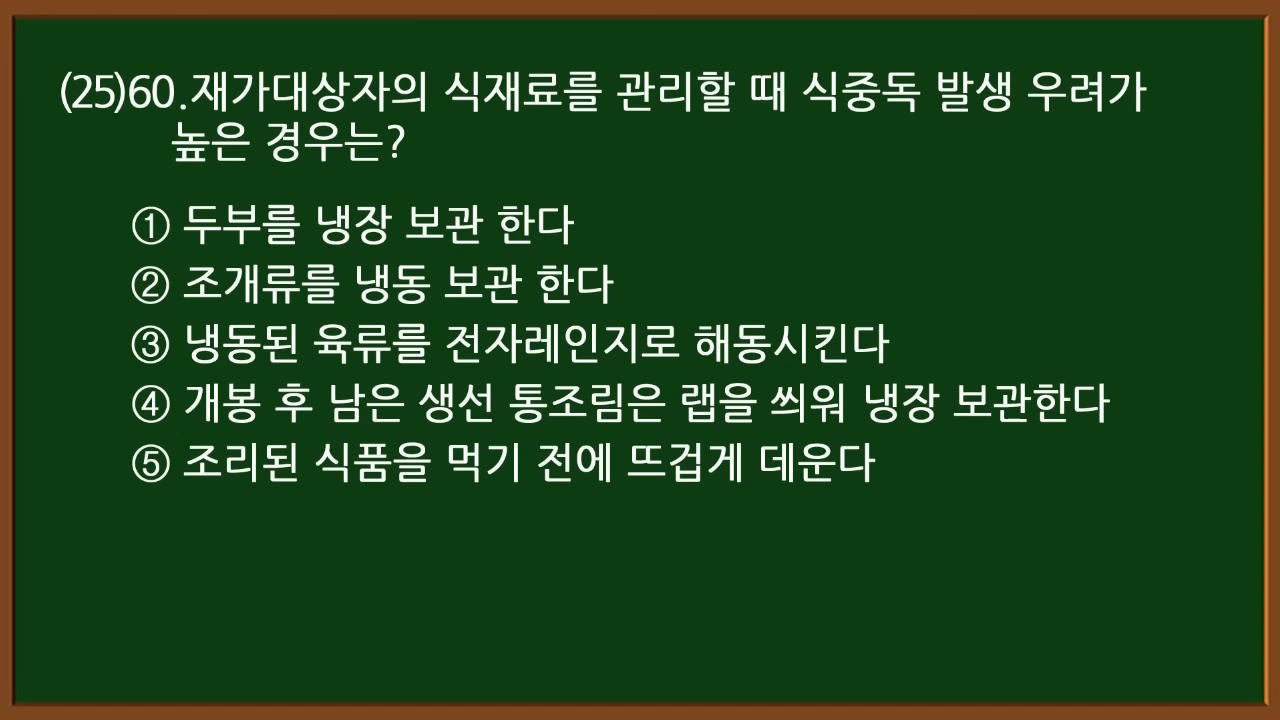 (25)60.재가대상자의 식재료를 관리할 때 식중독 발생 우려가
높은 경우는?
① 두부를 냉장 보관 한다
② 조개류를 냉동 보관 한다
③ 냉동된 육류를 전자레인지로 해동시킨다
④ 개봉 후 남은 생선 통조림은 랩을 씌워 냉장 보관한다
⑤ 조리된 식품을 먹기 전에 뜨겁게 데운다